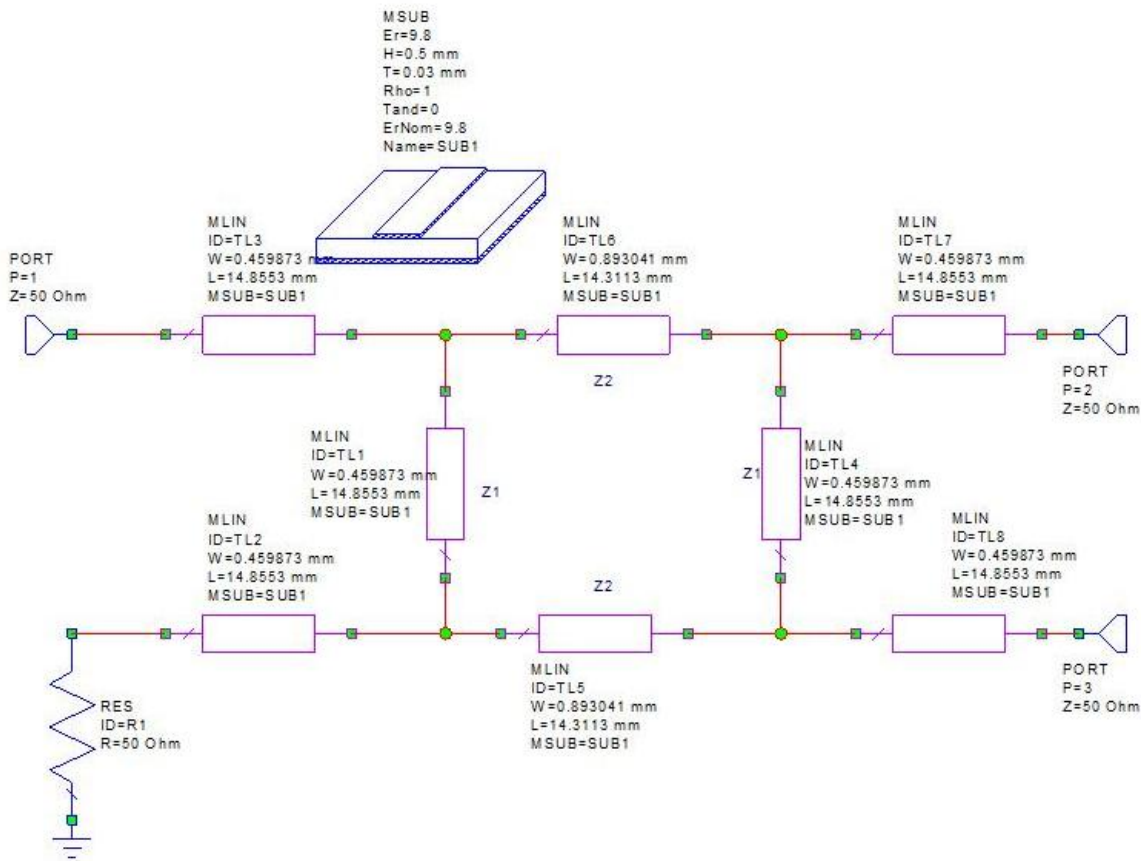 MSUB
Er=9.8
H=0.5 mm
T=0.03 mm
Rho=1
Tand=0
ErNom=9.8
Name=SUB1
PORT
P=1
Z=50 Ohm
MLIN
ID=TL3
W=0.459873 mm
L=14.8553 mm
MSUB=SUB1
MLIN
ID=TL6
W=0.893041 mm
L=14.3113 mm
MSUB=SUB1
MLIN
ID=TL7
W=0.459873 mm
L=14.8553 mm
MSUB=SUB1
PORT
P=2
Z=50 Ohm
Z2
MLIN
ID=TL1
W=0.459873 mm
L=14.8553 mm
MSUB=SUB1
Z1
Z1
MLIN
ID=TL4
W=0.459873 mm
L=14.8553 mm
MSUB=SUB1
MLIN
ID=TL2
W=0.459873 mm
L=14.8553 mm
MSUB=SUB1
Z2
MLIN
ID=TL8
W=0.459873 mm
L=14.8553 mm
MSUB=SUB1
RES
ID=R1
R=50 Ohm
MLIN
ID=TL5
W=0.893041 mm
L=14.3113 mm
MSUB=SUB1
PORT
P=3
Z=50 Ohm